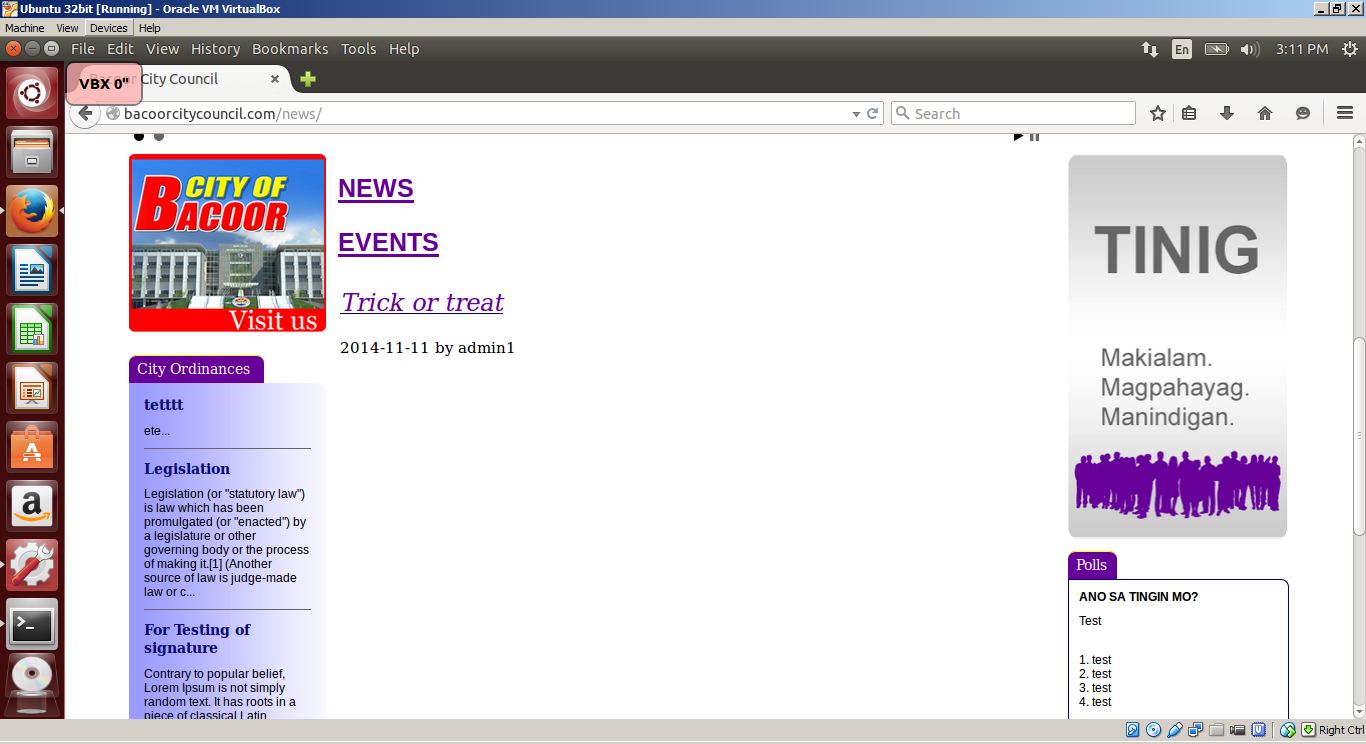 Ubuntu 32bit [Running] - Oracle VM VirtualBox
Machine View Devices Help
File Edit View History Bookmarks Tools Help
En
3:11 PM
VBX 0"
City Council
bacoorcitycouncil.com/news/
Search
CITY OF
BACOOR
Visit us
NEWS
EVENTS
Trick or treat
2014-11-11 by admin1
City Ordinances
tetttt
ete...
Legislation
Legislation (or "statutory law")
is law which has been
promulgated (or "enacted") by
a legislature or other
governing body or the process
of making it.[1] (Another
source of law is judge-made
law or c...
For Testing of
signature
Contrary to popular belief,
Lorem Ipsum is not simply
random text. It has roots in a
piece of classical Latin
TINIG
Makialam.
Magpahayag.
Manindigan.
Polls
ANO SA TINGIN MO?
Test
1. test
2. test
3. test
4. test
Right Ctrl